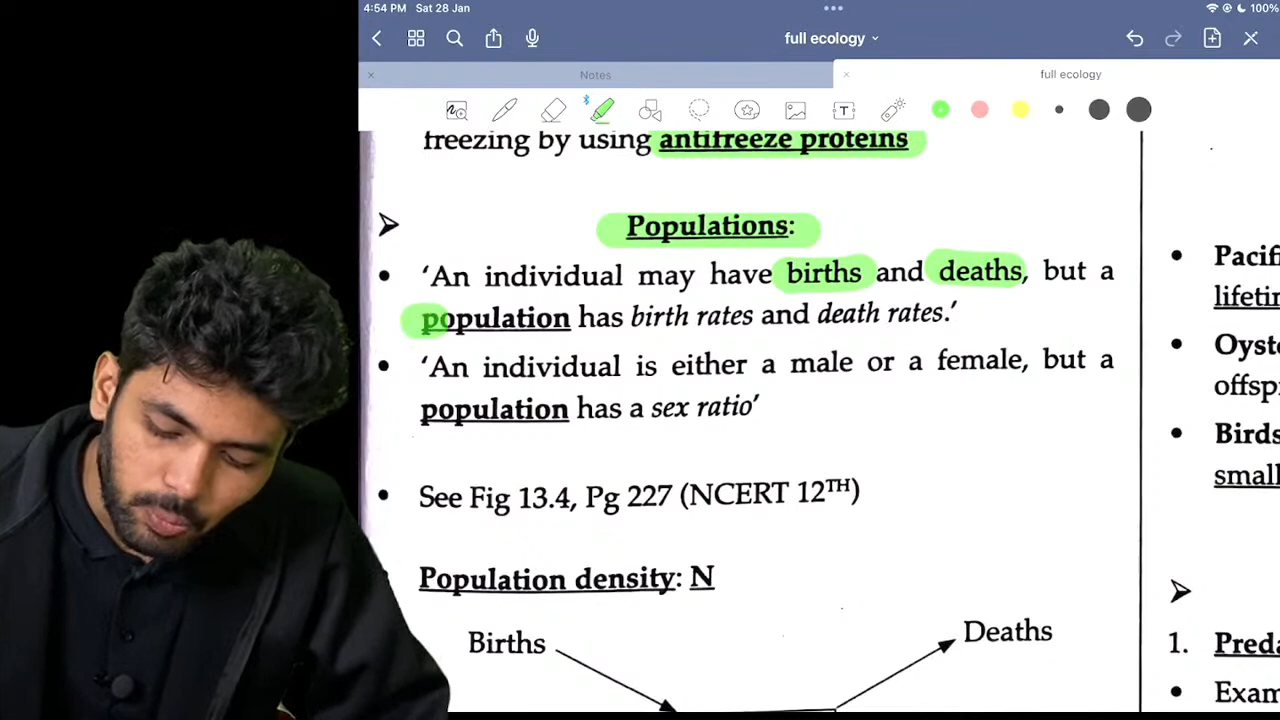 4:54 PM Sat 28 Jan
100%
full ecology
Notes
full ecology
freezing by using antifreeze proteins
Populations:
'An individual may have births and deaths, but a
population has birth rates and death rates.'
'An individual is either a male or a female, but a
population has a sex ratio'
See Fig 13.4, Pg 227 (NCERT 12TH)
Population density: N
Births
Deaths
Oyst
offsp
Birds
small
1. Preda
Exam